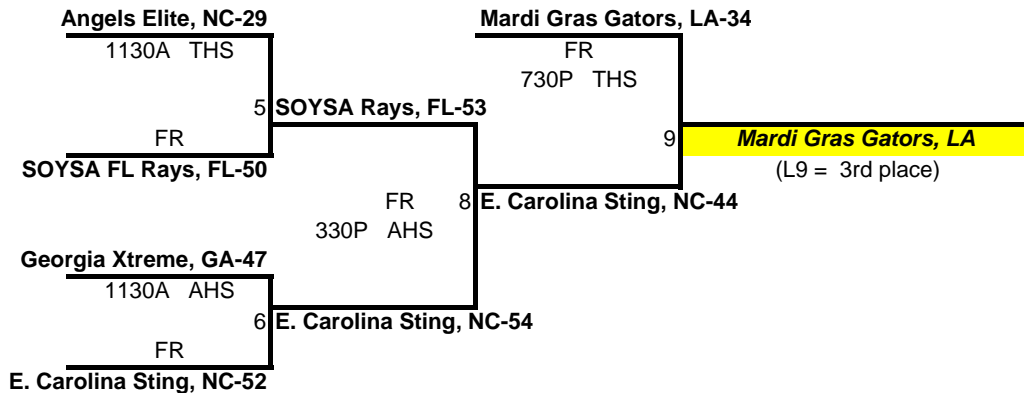 Angels Elite, NC-29
Mardi Gras Gators, LA-34
1130A THS
FR
730P THS
5 SOYSA Rays, FL-53
FR
9 Mardi Gras Gators, LA
SOYSA FL Rays, FL-50
(L9 = 3rd place)
FR
8 E. Carolina Sting, NC-44
330P AHS
Georgia Xtreme, GA-47
1130A AHS
6 E. Carolina Sting, NC-54
FR
E. Carolina Sting, NC-52